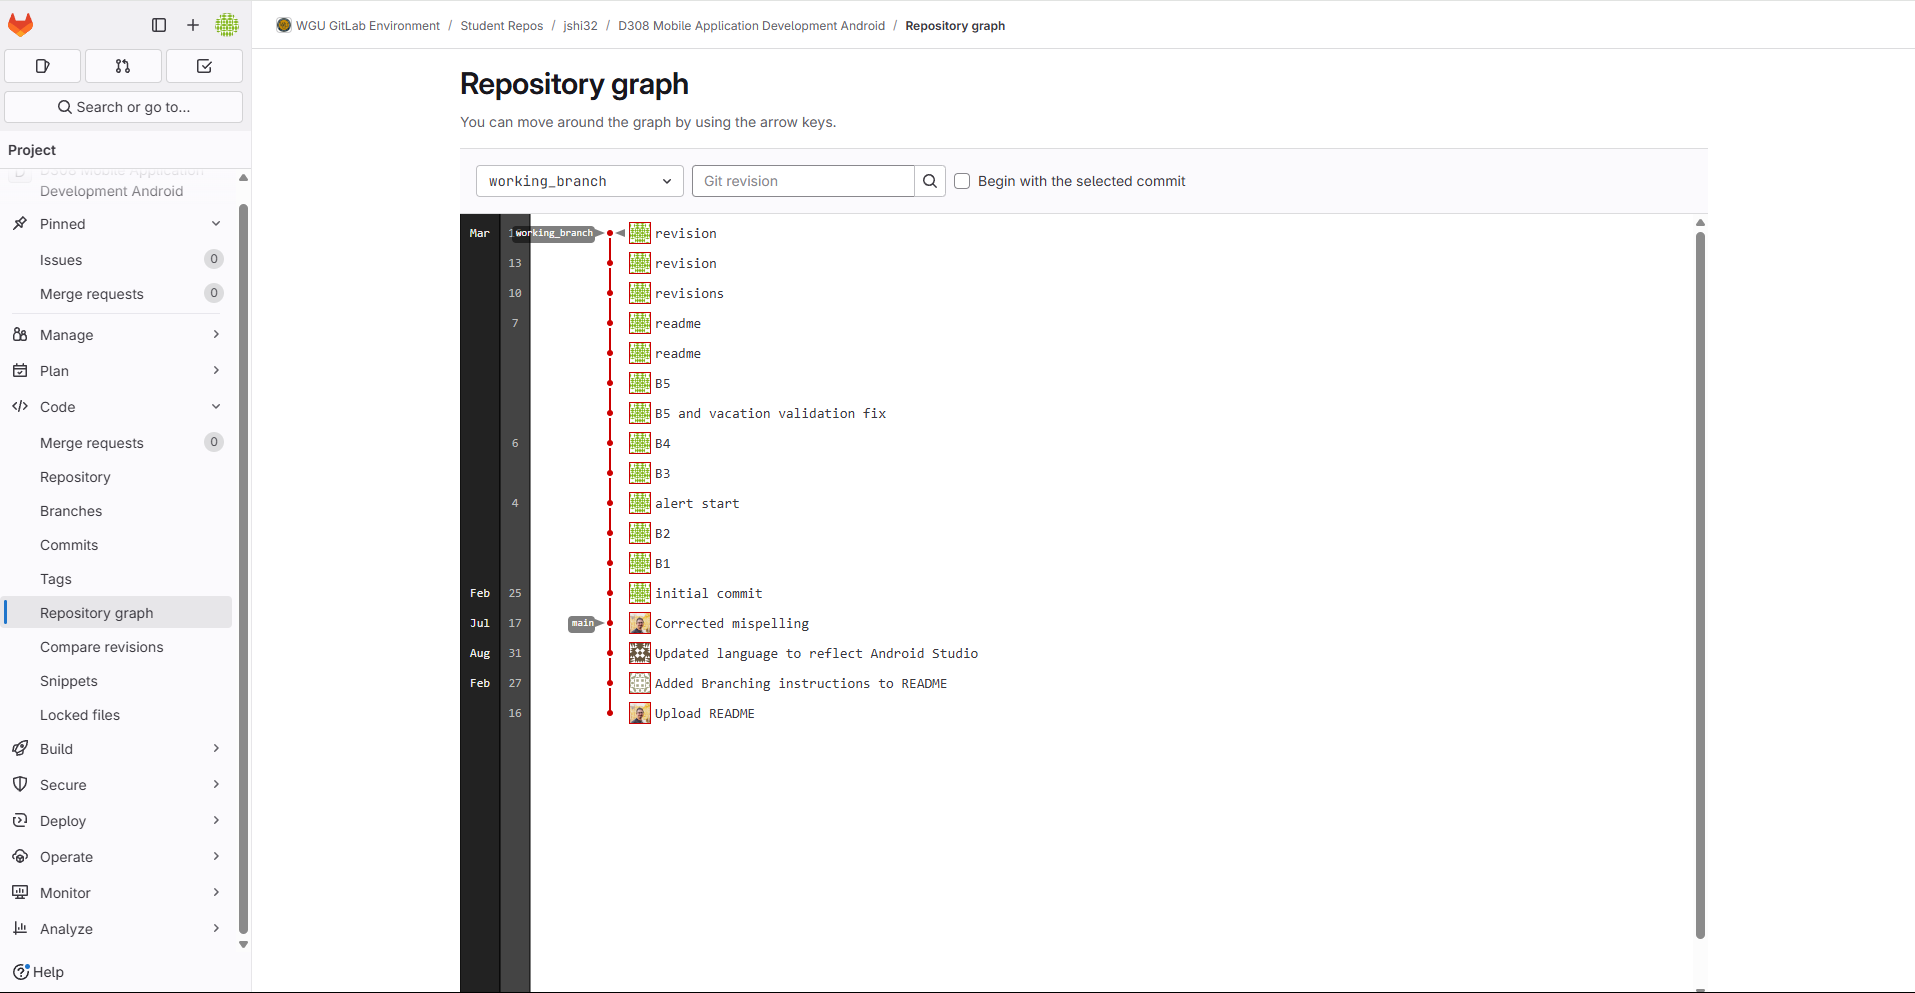 WGU GitLab Environment / Student Repos / jshi32 / D308 Mobile Application Development Android / Repository graph
Search or go to...
Project
D308 Mobile Application
Development Android
Pinned
Issues 0
Merge requests 0
Manage
Plan
Code
Merge requests 0
Repository
Branches
Commits
Tags
Repository graph
Compare revisions
Snippets
Locked files
Build
Secure
Deploy
Operate
Monitor
Analyze
Help
Repository graph
You can move around the graph by using the arrow keys.
working_branch Git revision Begin with the selected commit
Mar working_branch revision
13 revision
10 revisions
7 readme
readme
B5
B5 and vacation validation fix
6 B4
B3
4 alert start
B2
B1
Feb 25 initial commit
Jul 17 main Corrected mispelling
Aug 31 Updated language to reflect Android Studio
Feb 27 Added Branching instructions to README
16 Upload README